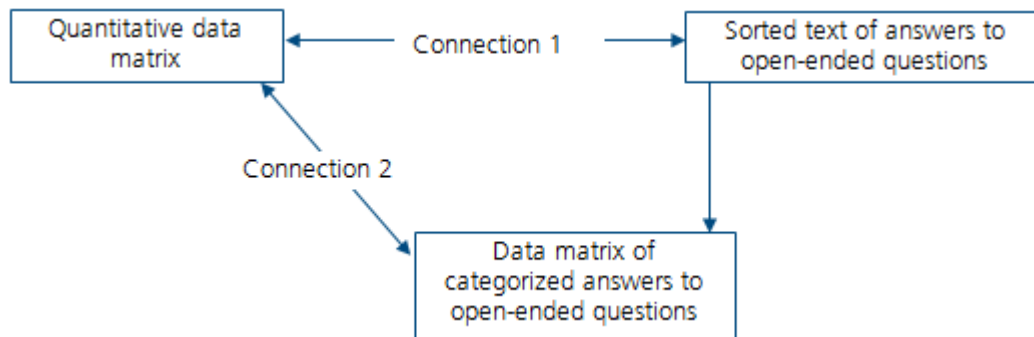 Quantitative data
matrix
Connection 1
Sorted text of answers to
open-ended questions
Connection 2
Data matrix of
categorized answers to
open-ended questions